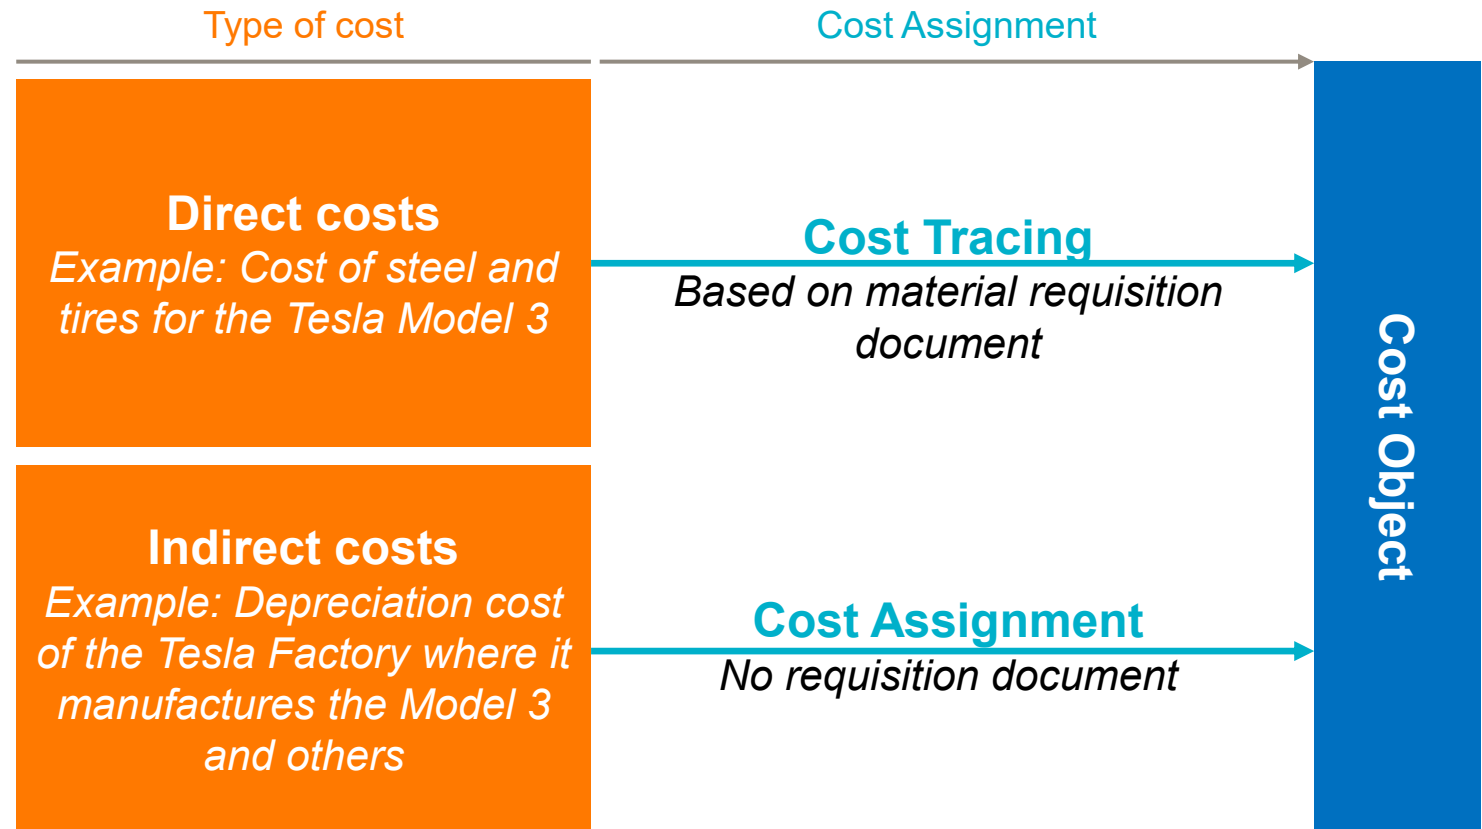 Type of cost
Cost Assignment
Direct costs
Example: Cost of steel and
tires for the Tesla Model 3
Cost Tracing
Based on material requisition
document
Indirect costs
Example: Depreciation cost
of the Tesla Factory where it
manufactures the Model 3
and others
Cost Assignment
No requisition document
Cost Object